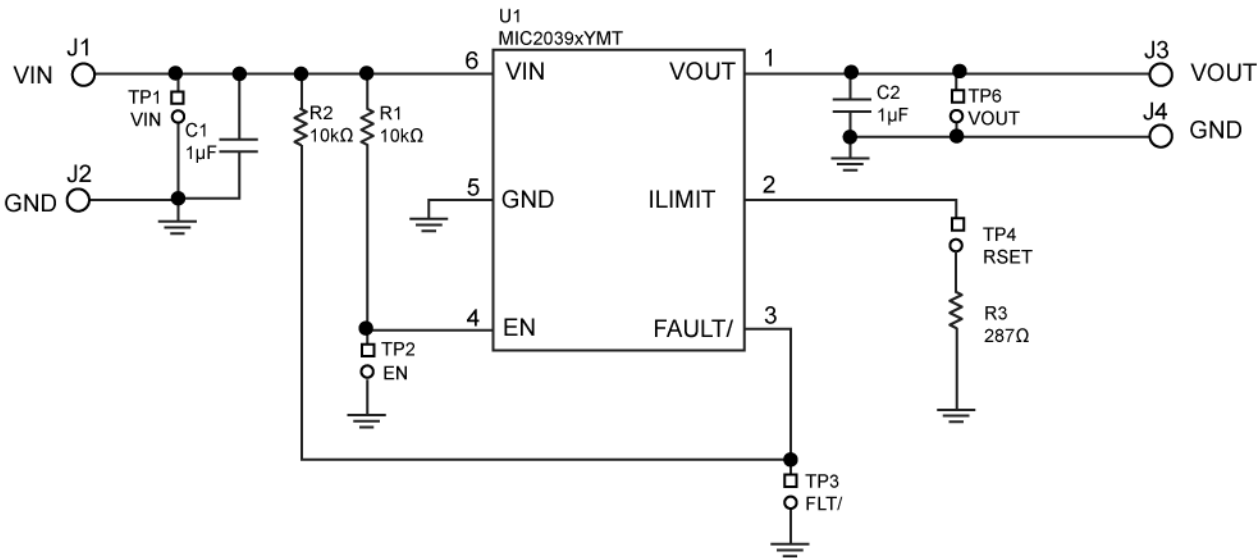 U1
MIC2039xYMT
J1
VIN
6
VIN
VOUT
1
J3
VOUT
TP1
VIN
C1
1µF
R2
10kΩ
R1
10kΩ
C2
1µF
TP6
VOUT
J4
GND
J2
GND
5
GND
ILIMIT
2
TP4
RSET
4
EN
FAULT/
3
R3
287Ω
TP2
EN
TP3
FLT/